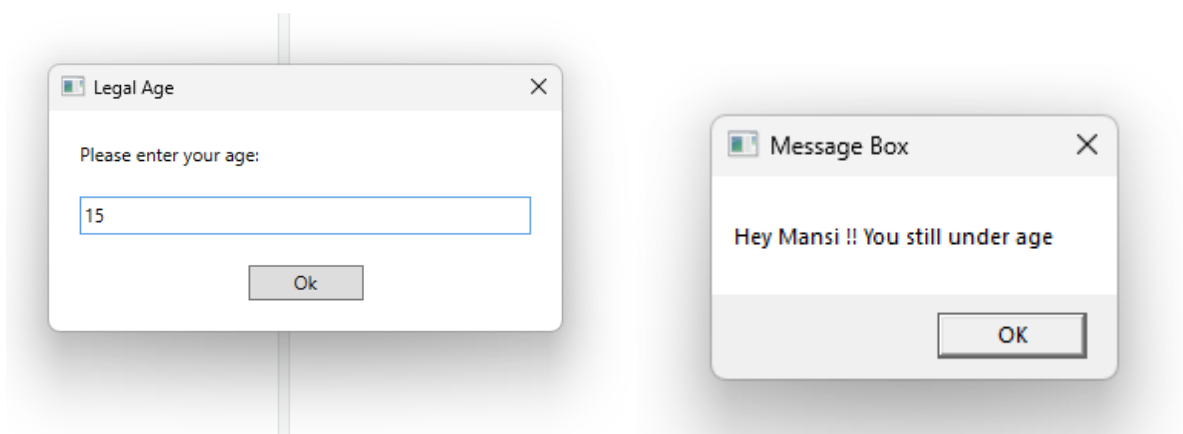 Legal Age
Please enter your age:
15
Ok
Message Box
Hey Mansi !! You still under age
OK